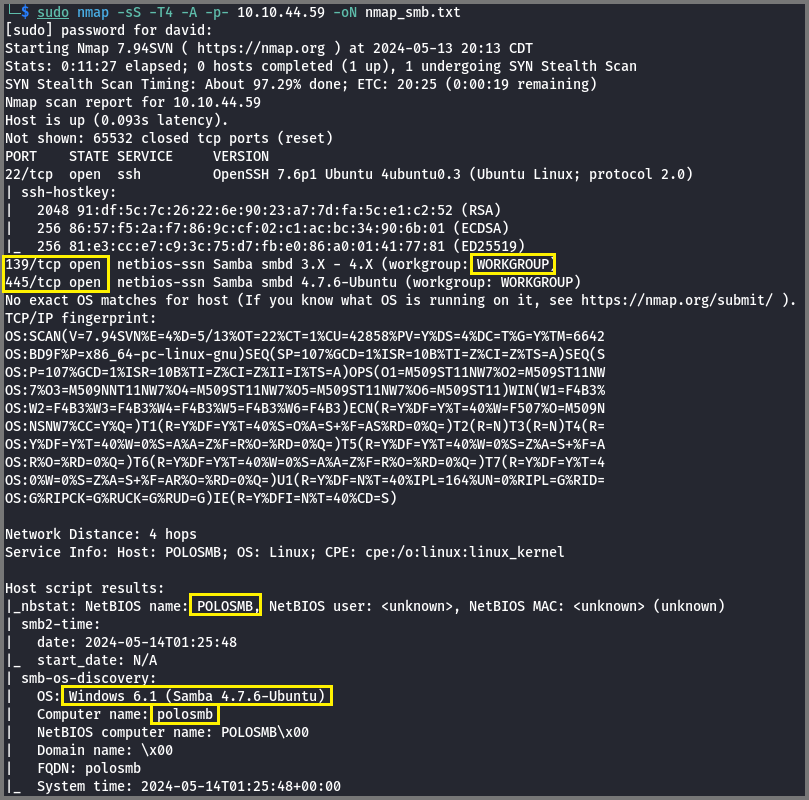 └─$ sudo nmap -sS -T4 -A -p- 10.10.44.59 -oN nmap_smb.txt
[sudo] password for david:
Starting Nmap 7.94SVN ( https://nmap.org ) at 2024-05-13 20:13 CDT
Stats: 0:11:27 elapsed; 0 hosts completed (1 up), 1 undergoing SYN Stealth Scan
SYN Stealth Scan Timing: About 97.29% done; ETC: 20:25 (0:00:19 remaining)
Nmap scan report for 10.10.44.59
Host is up (0.093s latency).
Not shown: 65532 closed tcp ports (reset)
PORT    STATE SERVICE     VERSION
22/tcp  open  ssh         OpenSSH 7.6p1 Ubuntu 4ubuntu0.3 (Ubuntu Linux; protocol 2.0)
| ssh-hostkey:
|   2048 91:df:5c:7c:26:22:6e:90:23:a7:7d:fa:5c:e1:c2:52 (RSA)
|   256 86:57:f5:2a:f7:86:9c:cf:02:c1:ac:bc:34:90:6b:01 (ECDSA)
|_  256 81:e3:cc:e7:c9:3c:75:d7:fb:e0:86:a0:01:41:77:81 (ED25519)
139/tcp open  netbios-ssn Samba smbd 3.X - 4.X (workgroup: WORKGROUP)
445/tcp open  netbios-ssn Samba smbd 4.7.6-Ubuntu (workgroup: WORKGROUP)
No exact OS matches for host (If you know what OS is running on it, see https://nmap.org/submit/ ).
TCP/IP fingerprint:
OS:SCAN(V=7.94SVN%E=4%D=5/13%OT=22%CT=1%CU=42858%PV=Y%DS=4%DC=T%G=Y%TM=6642
OS:BD9F%P=x86_64-pc-linux-gnu)SEQ(SP=107%GCD=1%ISR=10B%TI=Z%CI=Z%TS=A)SEQ(S
OS:P=107%GCD=1%ISR=10B%TI=Z%CI=Z%II=I%TS=A)OPS(O1=M509ST11NW7%O2=M509ST11NW
OS:7%O3=M509NNT11NW7%O4=M509ST11NW7%O5=M509ST11NW7%O6=M509ST11)WIN(W1=F4B3%
OS:W2=F4B3%W3=F4B3%W4=F4B3%W5=F4B3%W6=F4B3)ECN(R=Y%DF=Y%T=40%W=F507%O=M509N
OS:NSNW7%CC=Y%Q=)T1(R=Y%DF=Y%T=40%S=O%A=S+%F=AS%RD=0%Q=)T2(R=N)T3(R=N)T4(R=
OS:Y%DF=Y%T=40%W=0%S=A%A=Z%F=R%O=%RD=0%Q=)T5(R=Y%DF=Y%T=40%W=0%S=Z%A=S+%F=A
OS:R%O=%RD=0%Q=)T6(R=Y%DF=Y%T=40%W=0%S=A%A=Z%F=R%O=%RD=0%Q=)T7(R=Y%DF=Y%T=4
OS:0%W=0%S=Z%A=S+%F=AR%O=%RD=0%Q=)U1(R=Y%DF=N%T=40%IPL=164%UN=0%RIPL=G%RID=
OS:G%RIPCK=G%RUCK=G%RUD=G)IE(R=Y%DFI=N%T=40%CD=S)
Network Distance: 4 hops
Service Info: Host: POLOSMB; OS: Linux; CPE: cpe:/o:linux:linux_kernel
Host script results:
|_nbstat: NetBIOS name: POLOSMB, NetBIOS user: <unknown>, NetBIOS MAC: <unknown> (unknown)
| smb2-time:
|   date: 2024-05-14T01:25:48
|_  start_date: N/A
| smb-os-discovery:
|   OS: Windows 6.1 (Samba 4.7.6-Ubuntu)
|   Computer name: polosmb
|   NetBIOS computer name: POLOSMB\x00
|   Domain name: \x00
|   FQDN: polosmb
|_  System time: 2024-05-14T01:25:48+00:00